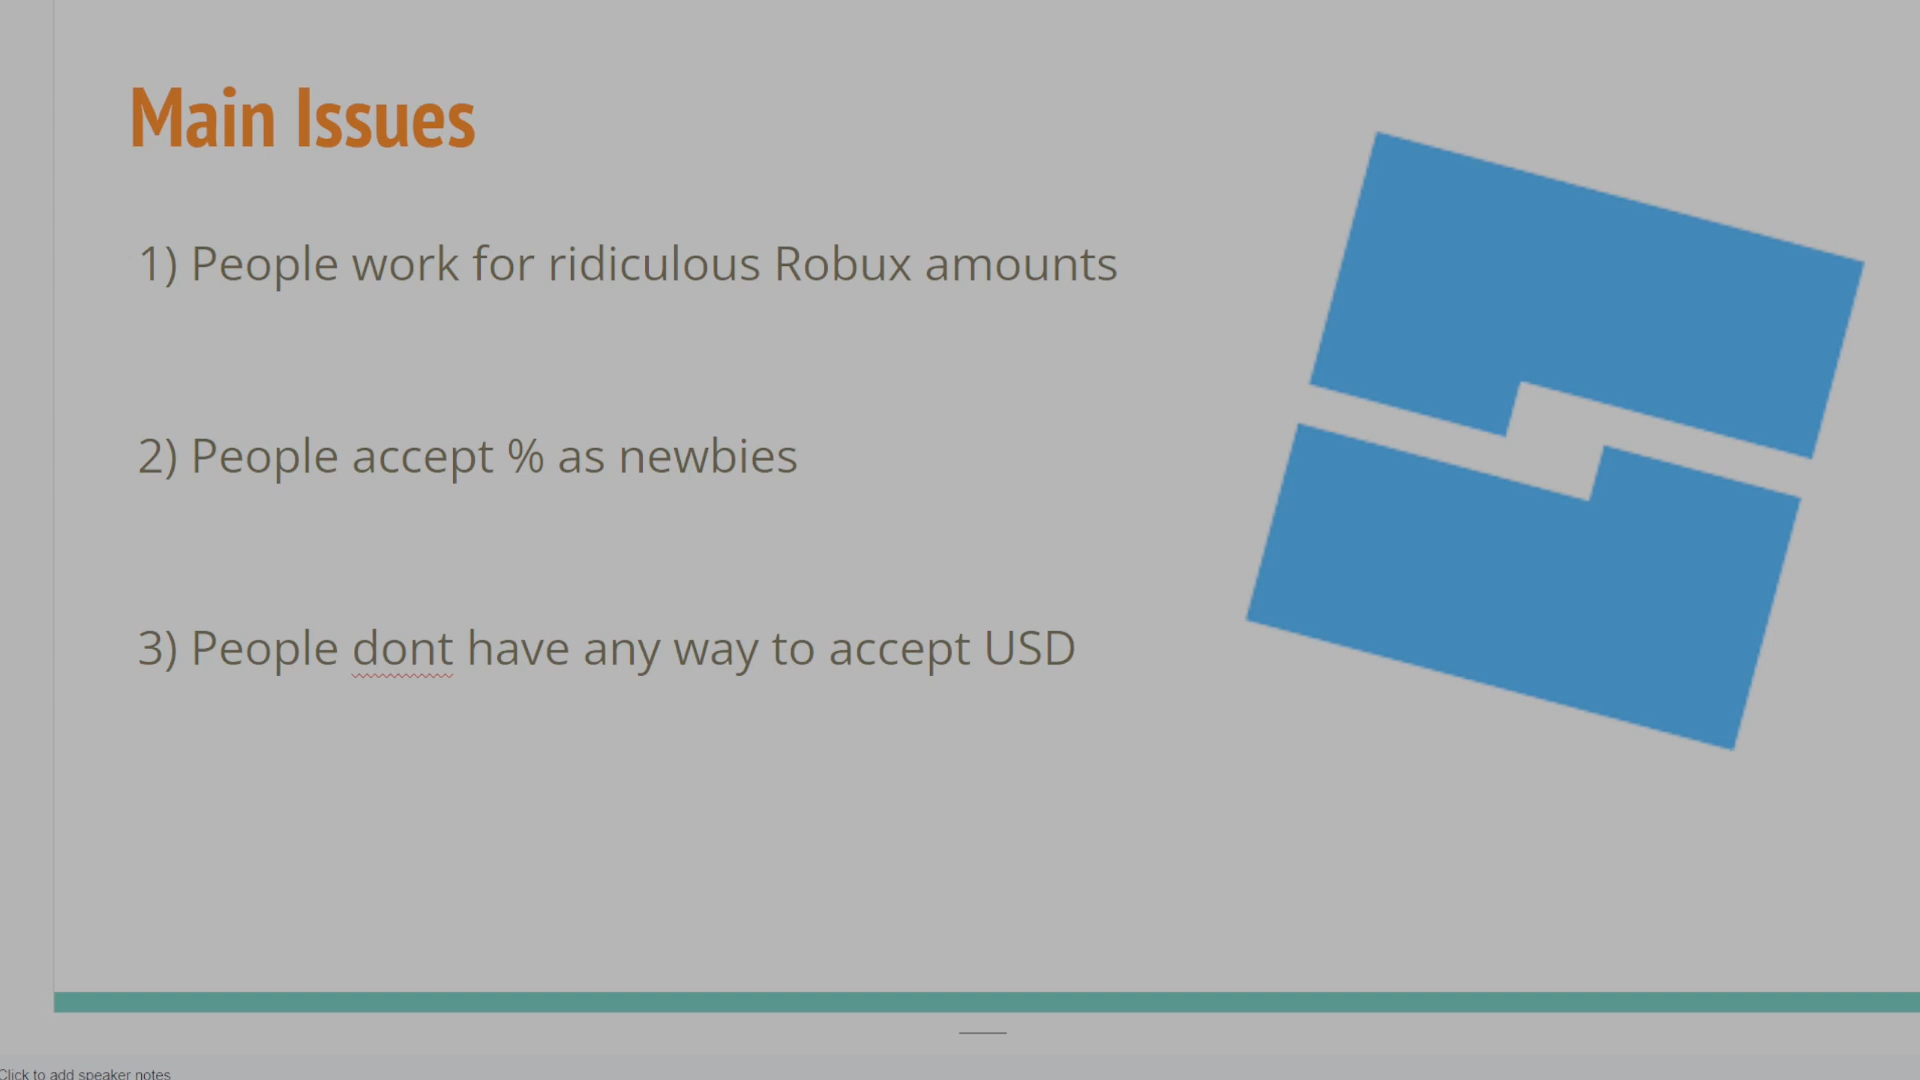 Main Issues
1) People work for ridiculous Robux amounts
2) People accept % as newbies
3) People dont have any way to accept USD
Click to add speaker notes